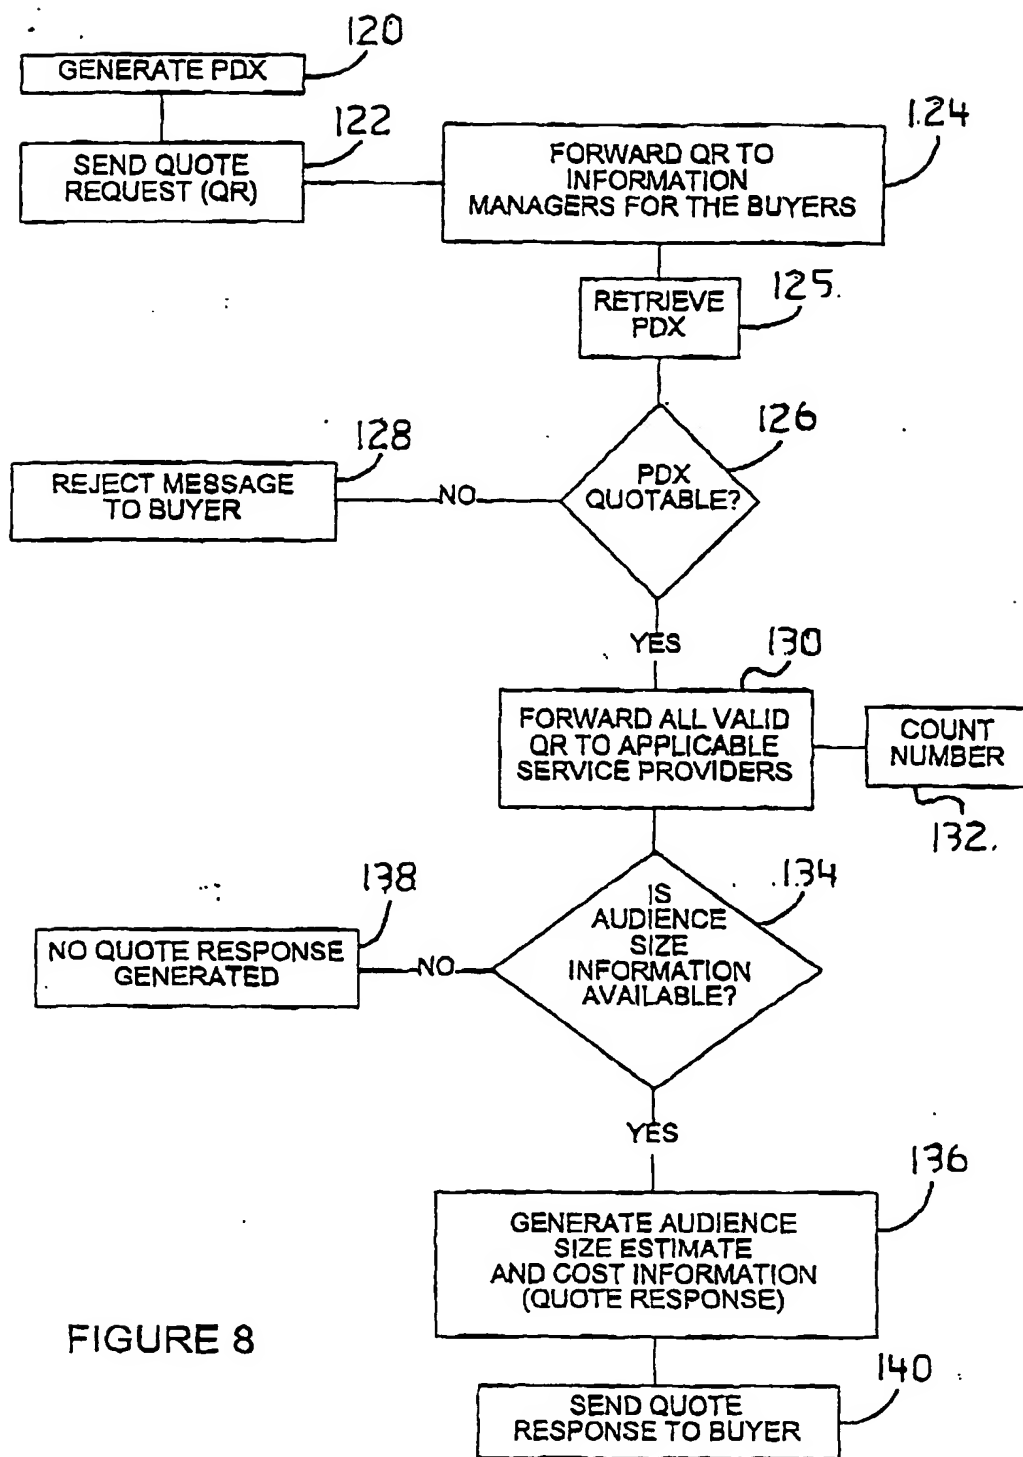 120
GENERATE PDX
122
SEND QUOTE
REQUEST (QR)
1.24
FORWARD QR TO
INFORMATION
MANAGERS FOR THE BUYERS
125.
RETRIEVE
PDX
126
PDX
QUOTABLE?
128
REJECT MESSAGE
TO BUYER
NO
YES
130
FORWARD ALL VALID
QR TO APPLICABLE
SERVICE PROVIDERS
COUNT
NUMBER
132.
134
IS
AUDIENCE
SIZE
INFORMATION
AVAILABLE?
138
NO QUOTE RESPONSE
GENERATED
NO
YES
136
GENERATE AUDIENCE
SIZE ESTIMATE
AND COST INFORMATION
(QUOTE RESPONSE)
FIGURE 8
140
SEND QUOTE
RESPONSE TO BUYER